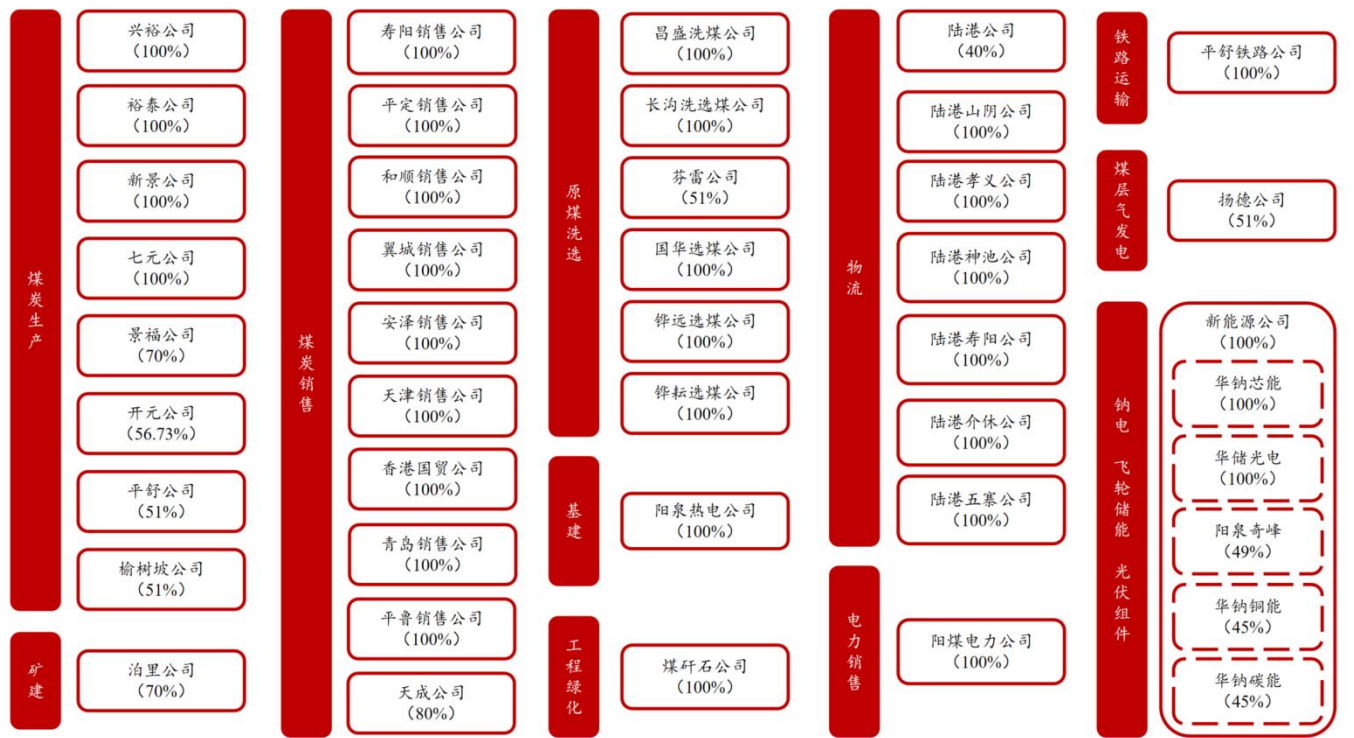 煤炭生产
兴裕公司
（100%）
裕泰公司
（100%）
新景公司
（100%）
七元公司
（100%）
景福公司
（70%）
开元公司
（56.73%）
平舒公司
（51%）
榆树坡公司
（51%）
矿建
泊里公司
（70%）
煤炭销售
寿阳销售公司
（100%）
平定销售公司
（100%）
和顺销售公司
（100%）
翼城销售公司
（100%）
安泽销售公司
（100%）
天津销售公司
（100%）
香港国贸公司
（100%）
青岛销售公司
（100%）
平鲁销售公司
（100%）
天成公司
（80%）
原煤洗选
昌盛洗煤公司
（100%）
长沟洗选煤公司
（100%）
芬雷公司
（51%）
国华选煤公司
（100%）
铧远选煤公司
（100%）
铧耘选煤公司
（100%）
基建
阳泉热电公司
（100%）
工程绿化
煤矸石公司
（100%）
物流
陆港公司
（40%）
陆港山阴公司
（100%）
陆港孝义公司
（100%）
陆港神池公司
（100%）
陆港寿阳公司
（100%）
陆港介休公司
（100%）
陆港五寨公司
（100%）
电力销售
阳煤电力公司
（100%）
铁路运输
平舒铁路公司
（100%）
煤层气发电
扬德公司
（51%）
钠电 飞轮储能 光伏组件
新能源公司
（100%）
华钠芯能
（100%）
华储光电
（100%）
阳泉奇峰
（49%）
华钠铜能
（45%）
华钠碳能
（45%）